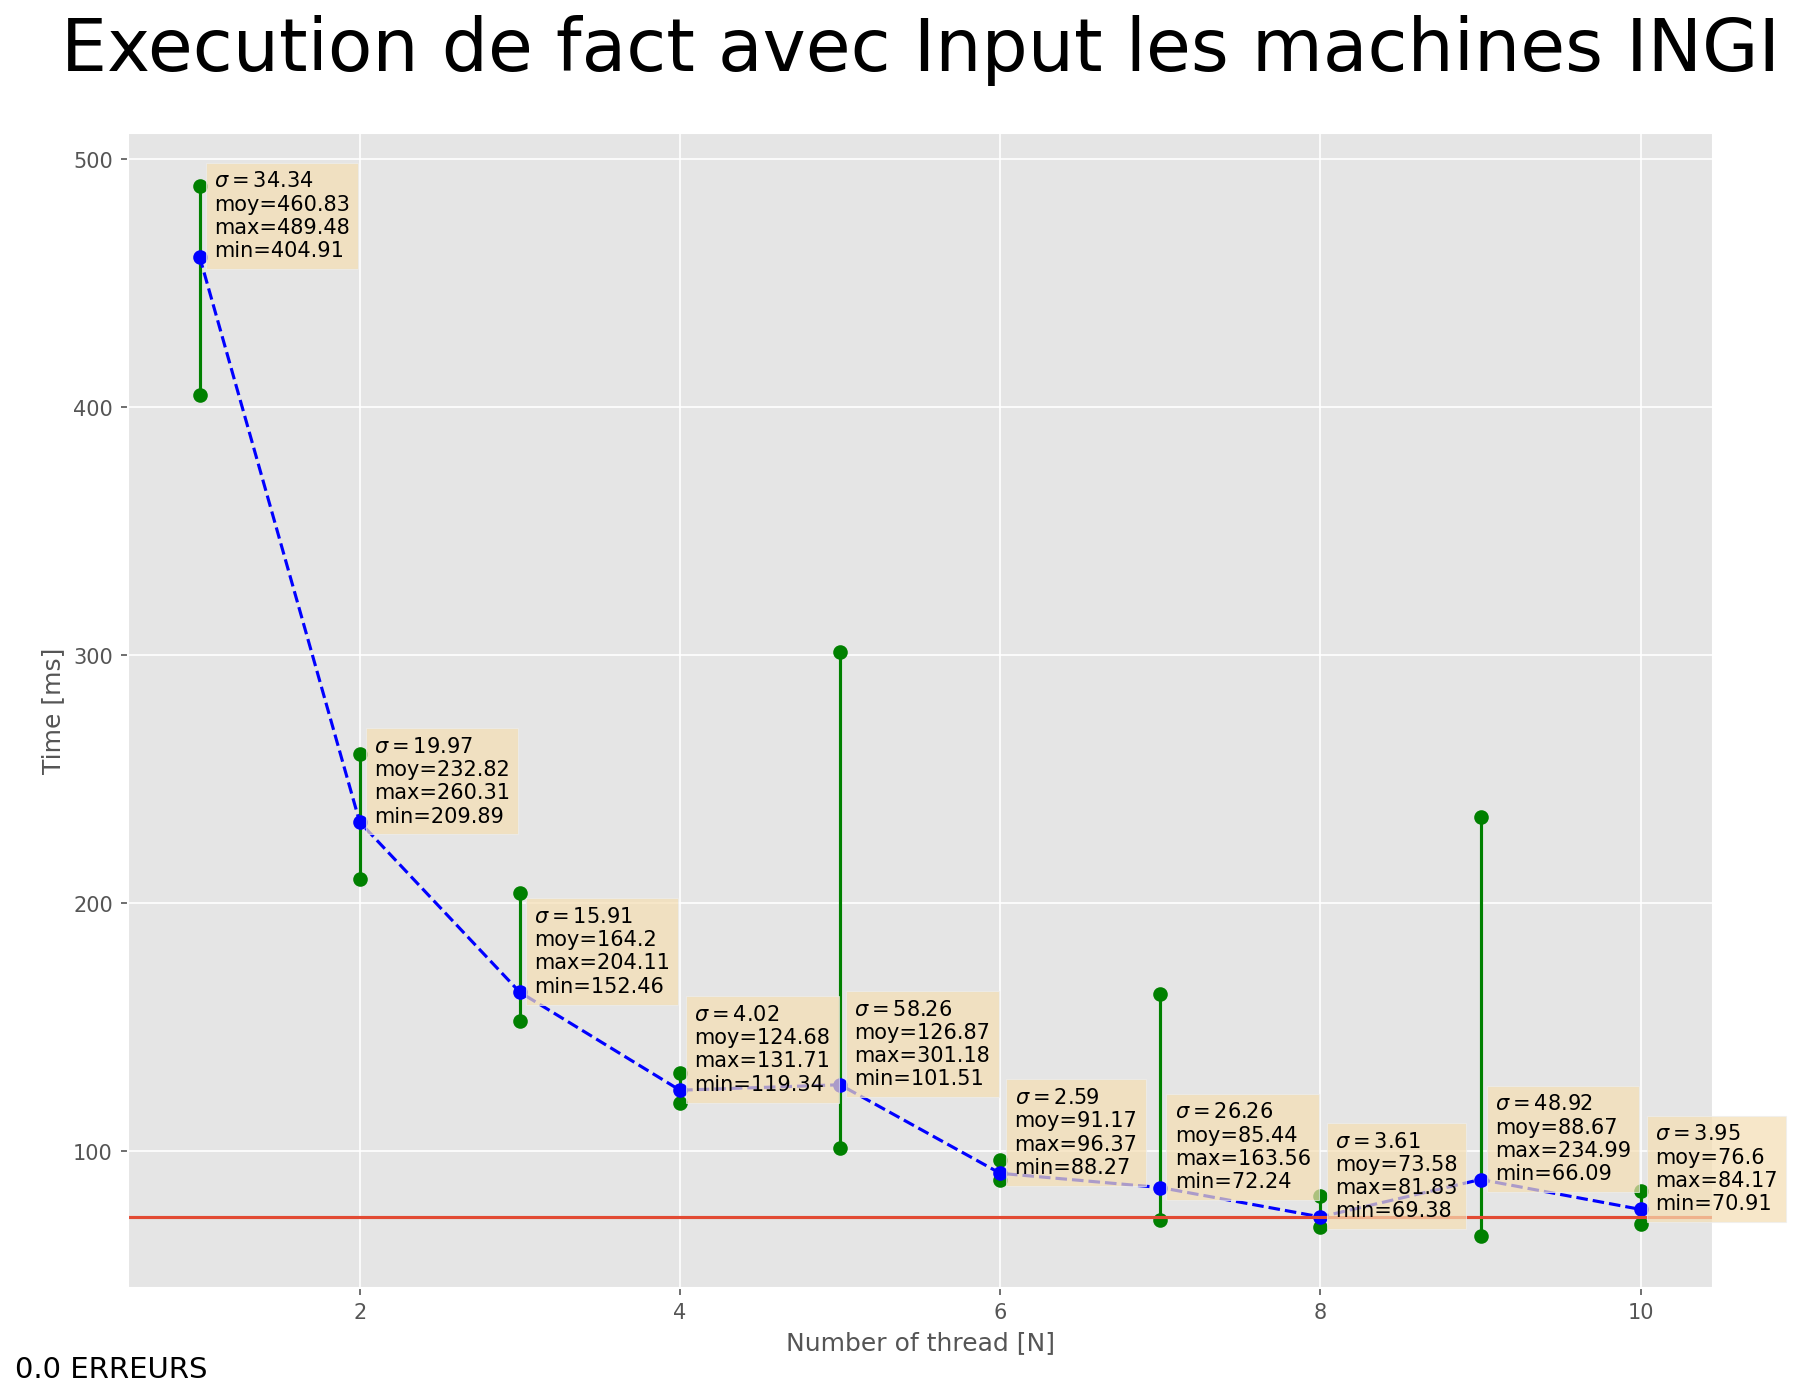 Execution de fact avec Input les machines INGI
500
400
300
200
100
Time [ms]
σ = 34.34
moy=460.83
max=489.48
min=404.91
σ = 19.97
moy=232.82
max=260.31
min=209.89
σ = 15.91
moy=164.2
max=204.11
min=152.46
σ = 4.02
moy=124.68
max=131.71
min=119.34
σ = 58.26
moy=126.87
max=301.18
min=101.51
σ = 2.59
moy=91.17
max=96.37
min=88.27
σ = 26.26
moy=85.44
max=163.56
min=72.24
σ = 3.61
moy=73.58
max=81.83
min=69.38
σ = 48.92
moy=88.67
max=234.99
min=66.09
σ = 3.95
moy=76.6
max=84.17
min=70.91
2 4 6 8 10
Number of thread [N]
0.0 ERREURS